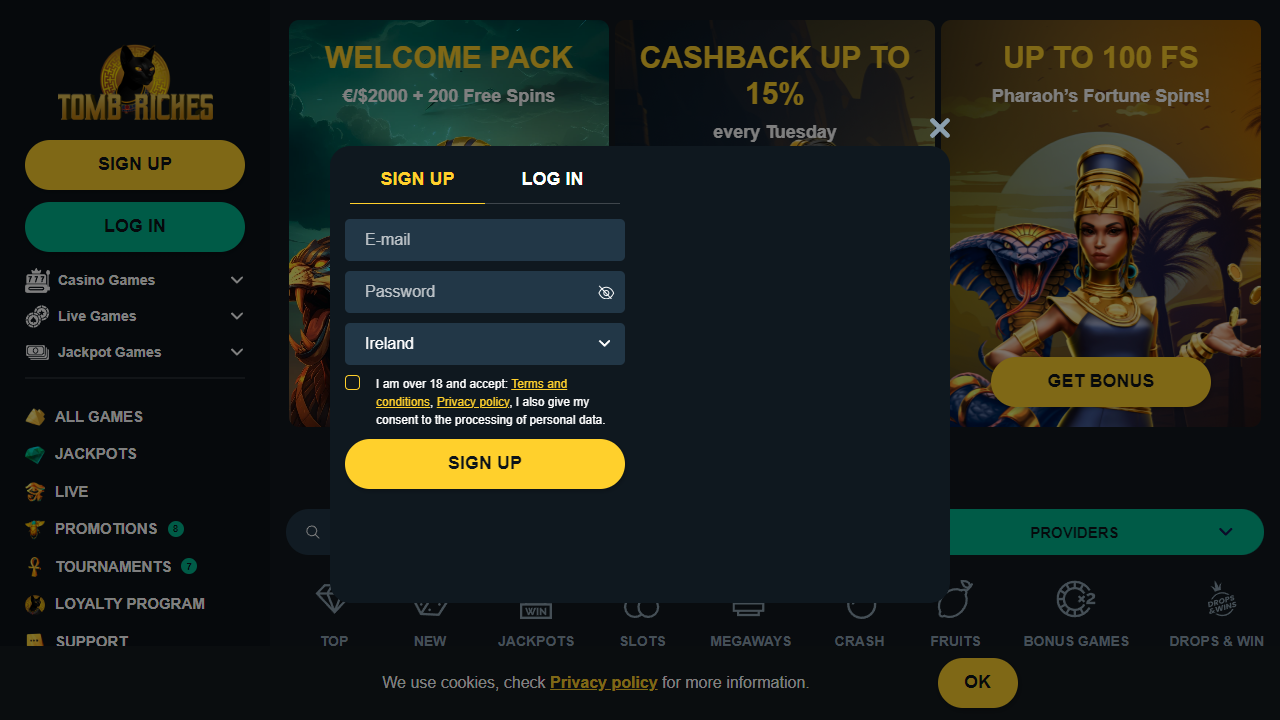 TOMB RICHES
SIGN UP
LOG IN
Casino Games
Live Games
Jackpot Games
ALL GAMES
JACKPOTS
LIVE
PROMOTIONS 8
TOURNAMENTS 7
LOYALTY PROGRAM
SUPPORT
WELCOME PACK
€/$2000 + 200 Free Spins
CASHBACK UP TO
15%
every Tuesday
UP TO 100 FS
Pharaoh’s Fortune Spins!
GET BONUS
SIGN UP LOG IN
E-mail
Password
Ireland
I am over 18 and accept: Terms and
conditions, Privacy policy, I also give my
consent to the processing of personal data.
SIGN UP
PROVIDERS
777
WIN
x2
DROPS
&WINS
TOP NEW JACKPOTS SLOTS MEGAWAYS CRASH FRUITS BONUS GAMES DROPS & WIN
We use cookies, check Privacy policy for more information.
OK